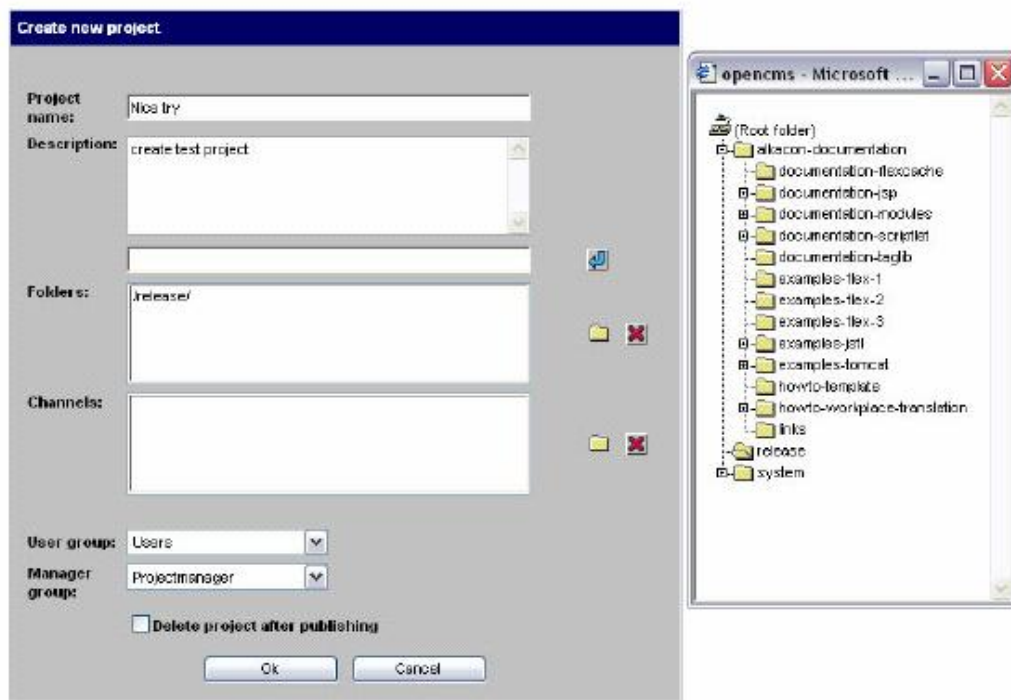 Create new project
Project name:
Nice try
Description:
create test project
Folders:
/release/
Channels:
User group:
Users
Manager group:
Projectmanager
Delete project after publishing
Ok
Cancel
opencms - Microsoft ...
(Root folder)
alkacon-documentation
documentation-flexcache
documentation-jsp
documentation-modules
documentation-scriptlet
documentation-taglib
examples-flex-1
examples-flex-2
examples-flex-3
examples-jstl
examples-tomcat
howto-template
howto-workplace-translation
links
release
system